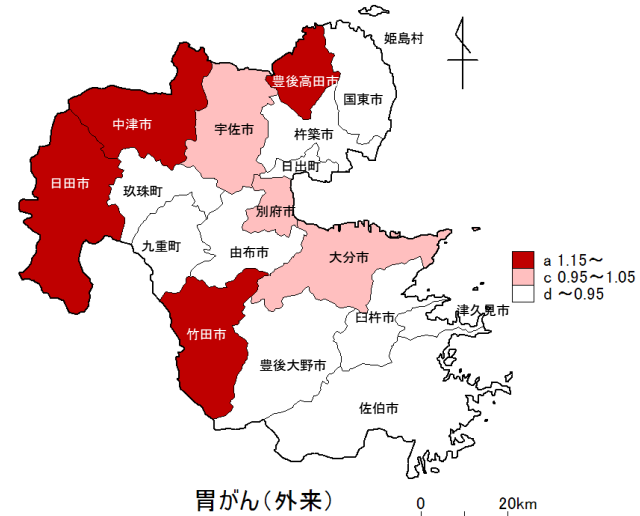 姫島村
豊後高田市
国東市
中津市
宇佐市
杵築市
日出町
日田市
玖珠町
別府市
九重町
由布市
大分市
a 1.15～
c 0.95～1.05
d ～0.95
津久見市
臼杵市
竹田市
豊後大野市
佐伯市
胃がん（外来）
0 20km